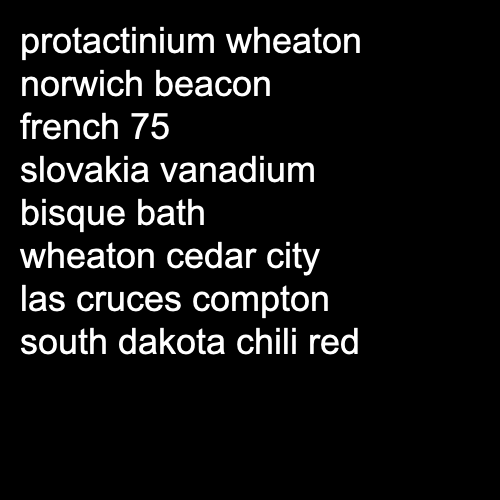 protactinium wheaton
norwich beacon
french 75
slovakia vanadium
bisque bath
wheaton cedar city
las cruces compton
south dakota chili red